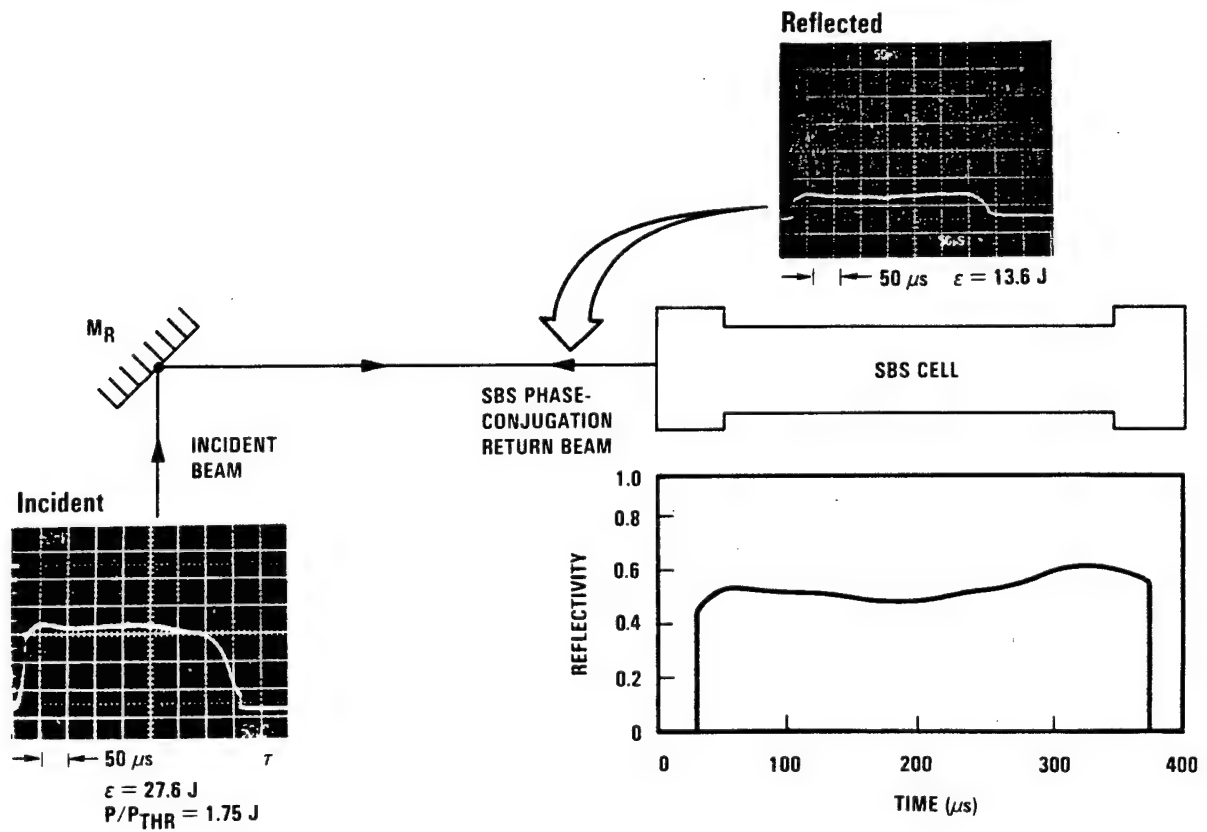 Reflected
50μS
50μS
50 μs ε = 13.6 J
M_R
SBS CELL
SBS PHASE-
CONJUGATION
RETURN BEAM
INCIDENT
BEAM
Incident
50 μs τ
ε = 27.6 J
P/P_THR = 1.75 J
1.0
0.8
0.6
0.4
0.2
0
REFLECTIVITY
0 100 200 300 400
TIME (μs)